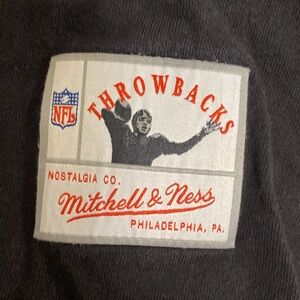 THROWBACKS
NFL
NOSTALGIA CO.
Mitchell & Ness
PHILADELPHIA, PA.